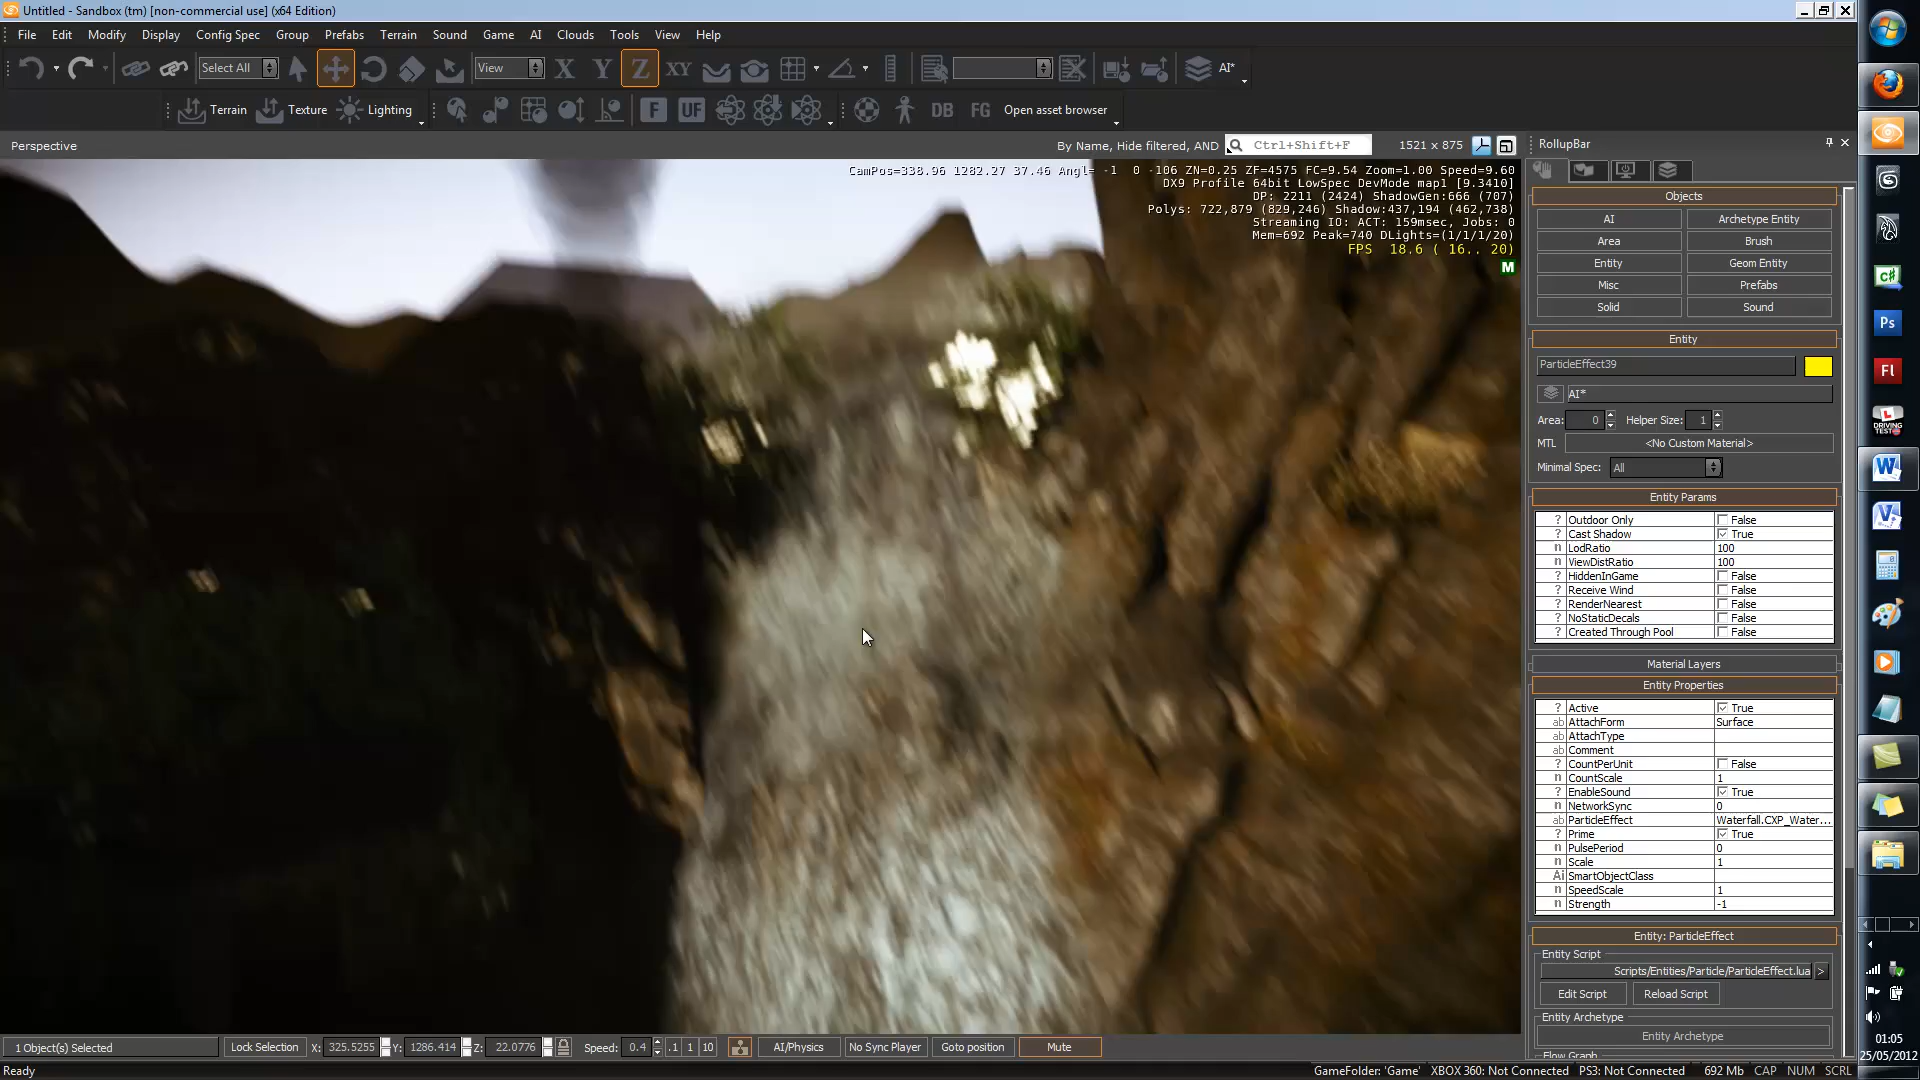 Untitled - Sandbox (tm) [non-commercial use] (x64 Edition)
File Edit Modify Display Config Spec Group Prefabs Terrain Sound Game AI Clouds Tools View Help
Select All View X Y Z XY AI*
Terrain Texture Lighting F UF DB FG Open asset browser
Perspective By Name, Hide filtered, AND Ctrl+Shift+F 1521 x 875 RollupBar
CamPos=338.96 1282.27 37.46 Angl= -1 0 -106 ZN=0.25 ZF=4575 FC=9.54 Zoom=1.00 Speed=9.60
DX9 Profile 64bit LowSpec DevMode map1 [9.3410]
DP: 2211 (2424) ShadowGen:666 (707)
Polys: 722,879 (829,246) Shadow:437,194 (462,738)
Streaming IO: ACT: 159msec, Jobs: 0
Mem=692 Peak=740 DLights=(1/1/1/20)
FPS 18.6 ( 16.. 20)
M
Objects
AI Archetype Entity
Area Brush
Entity Geom Entity
Misc Prefabs
Solid Sound
Entity
ParticleEffect39
AI*
Area: 0 Helper Size: 1
MTL <No Custom Material>
Minimal Spec: All
Entity Params
? Outdoor Only False
? Cast Shadow True
n LodRatio 100
n ViewDistRatio 100
? HiddenInGame False
? Receive Wind False
? RenderNearest False
? NoStaticDecals False
? Created Through Pool False
Material Layers
Entity Properties
? Active True
ab AttachForm Surface
ab AttachType
ab Comment
? CountPerUnit False
n CountScale 1
? EnableSound True
n NetworkSync 0
ab ParticleEffect Waterfall.CXP_Water...
? Prime True
n PulsePeriod 0
n Scale 1
Ai SmartObjectClass
n SpeedScale 1
n Strength -1
Entity: ParticleEffect
Entity Script
Scripts/Entities/Particle/ParticleEffect.lua >
Edit Script Reload Script
Entity Archetype
Entity Archetype
Flow Graph
1 Object(s) Selected Lock Selection X: 325.5255 Y: 1286.414 Z: 22.0776 Speed: 0.4 .1 1 10 AI/Physics No Sync Player Goto position Mute
Ready GameFolder: 'Game' XBOX 360: Not Connected PS3: Not Connected 692 Mb CAP NUM SCRL
C#
Ps
Fl
L
DRIVING
TEST
W
V
01:05
25/05/2012